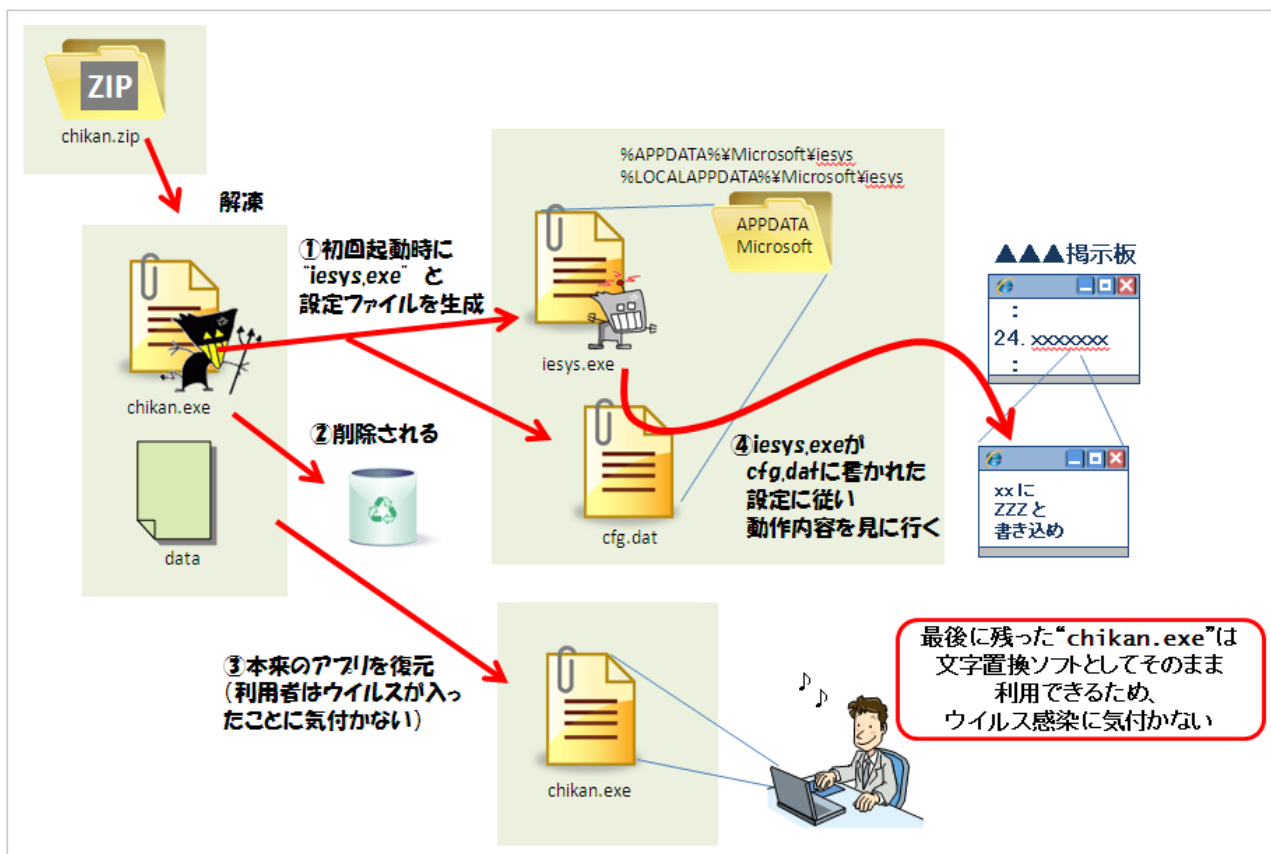 ZIP
chikan.zip
解凍
chikan.exe
data
①初回起動時に
"iesys.exe" と
設定ファイルを生成
②削除される
%APPDATA%¥Microsoft¥iesys
%LOCALAPPDATA%¥Microsoft¥iesys
APPDATA
Microsoft
iesys.exe
cfg.dat
④iesys.exeが
cfg.datに書かれた
設定に従い
動作内容を見に行く
▲▲▲掲示板
:
24. xxxxxxx
:
xxに
ZZZと
書き込め
③本来のアプリを復元
(利用者はウイルスが入っ
たことに気付かない)
chikan.exe
最後に残った“chikan.exe”は
文字置換ソフトとしてそのまま
利用できるため、
ウイルス感染に気付かない